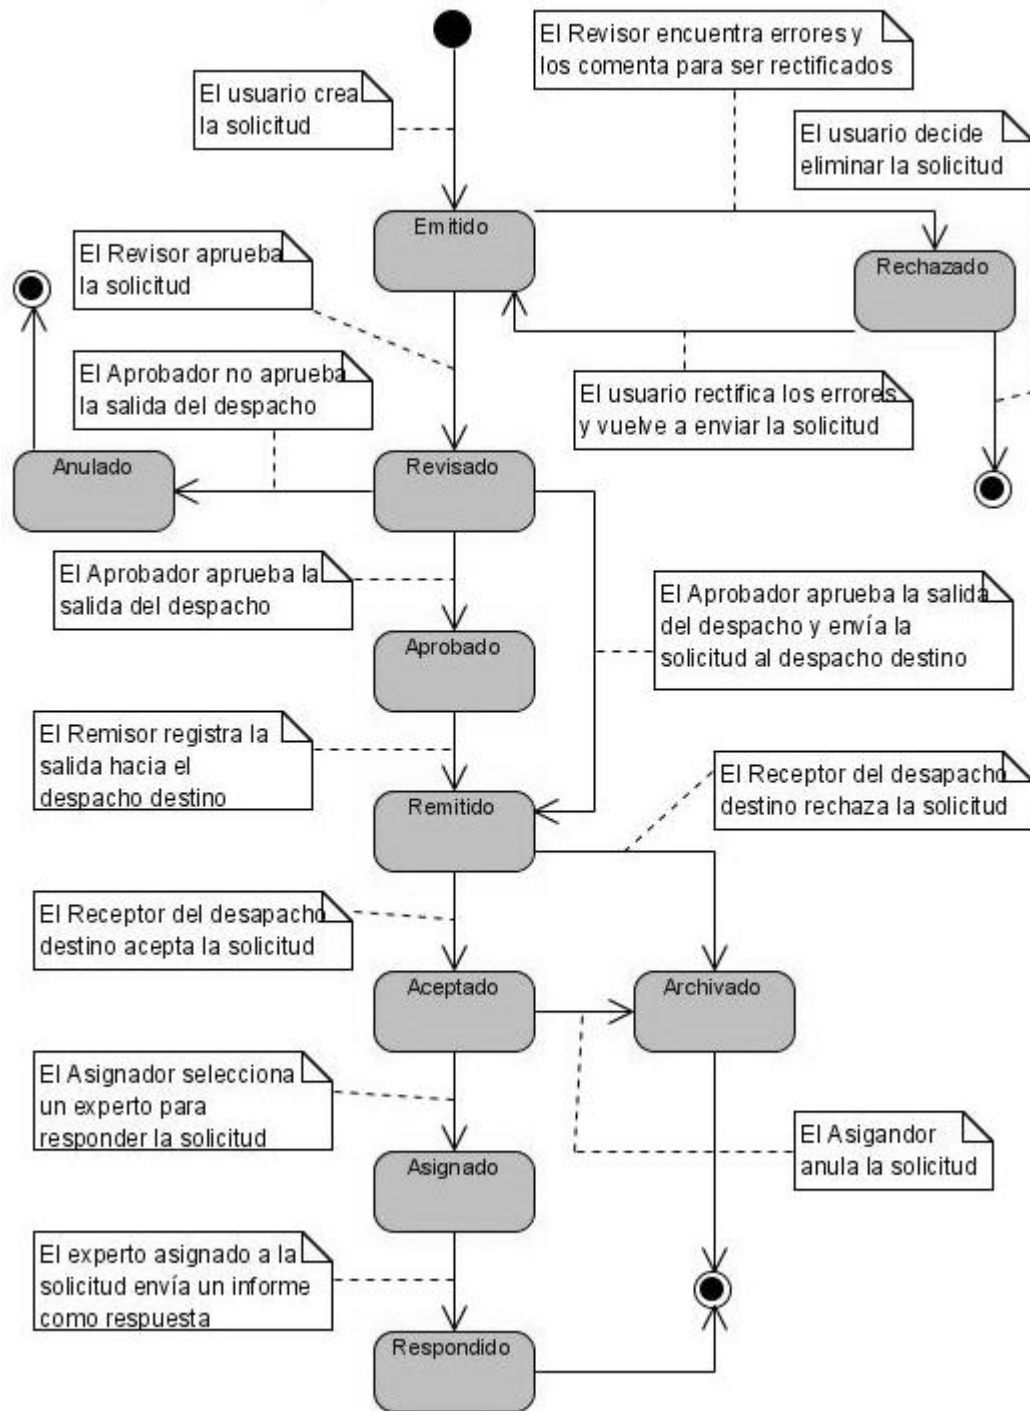 El Revisor encuentra errores y
los comenta para ser rectificados
El usuario crea
la solicitud
El usuario decide
eliminar la solicitud
Emitido
El Revisor aprueba
la solicitud
Rechazado
El Aprobador no aprueba
la salida del despacho
El usuario rectifica los errores
y vuelve a enviar la solicitud
Anulado
Revisado
El Aprobador aprueba la
salida del despacho
El Aprobador aprueba la salida
del despacho y envía la
solicitud al despacho destino
Aprobado
El Remisor registra la
salida hacia el
despacho destino
Remitido
El Receptor del desapacho
destino rechaza la solicitud
El Receptor del desapacho
destino acepta la solicitud
Aceptado
Archivado
El Asignador selecciona
un experto para
responder la solicitud
El Asigandor
anula la solicitud
Asignado
El experto asignado a la
solicitud envía un informe
como respuesta
Respondido